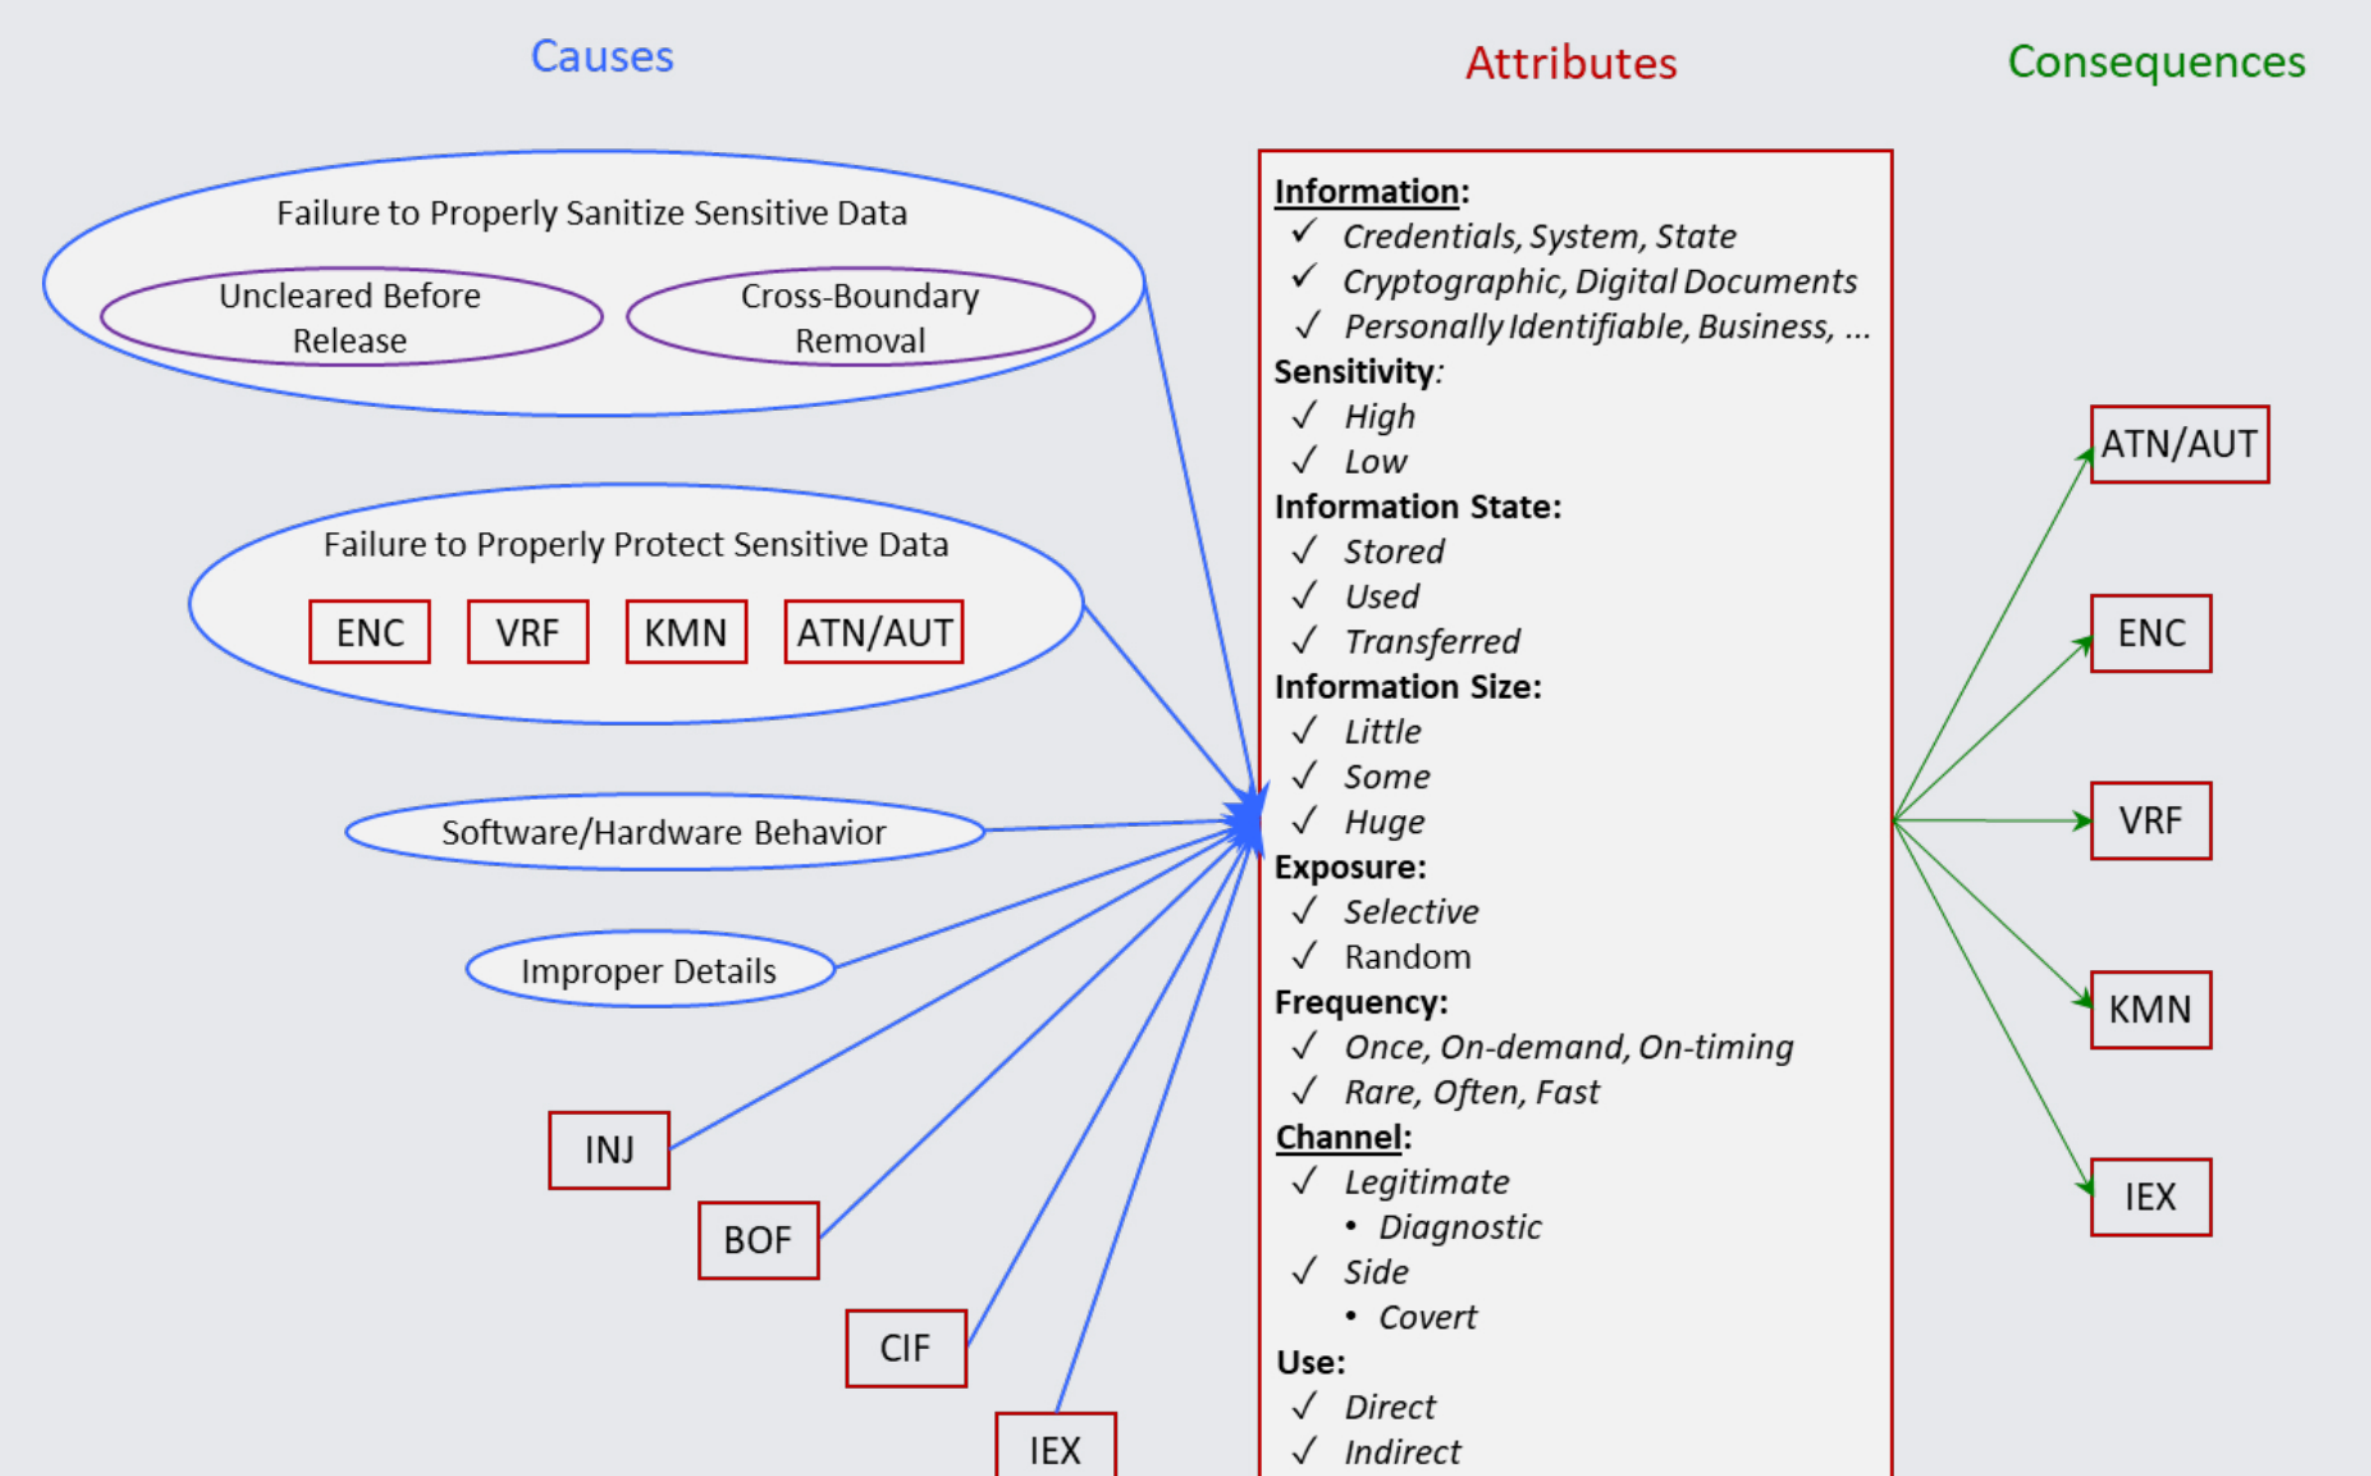 Causes
Attributes
Consequences
Failure to Properly Sanitize Sensitive Data
Uncleared Before
Release
Cross-Boundary
Removal
Failure to Properly Protect Sensitive Data
ENC
VRF
KMN
ATN/AUT
Software/Hardware Behavior
Improper Details
INJ
BOF
CIF
IEX
Information:
✓ Credentials, System, State
✓ Cryptographic, Digital Documents
✓ Personally Identifiable, Business, ...
Sensitivity:
✓ High
✓ Low
Information State:
✓ Stored
✓ Used
✓ Transferred
Information Size:
✓ Little
✓ Some
✓ Huge
Exposure:
✓ Selective
✓ Random
Frequency:
✓ Once, On-demand, On-timing
✓ Rare, Often, Fast
Channel:
✓ Legitimate
• Diagnostic
✓ Side
• Covert
Use:
✓ Direct
✓ Indirect
ATN/AUT
ENC
VRF
KMN
IEX